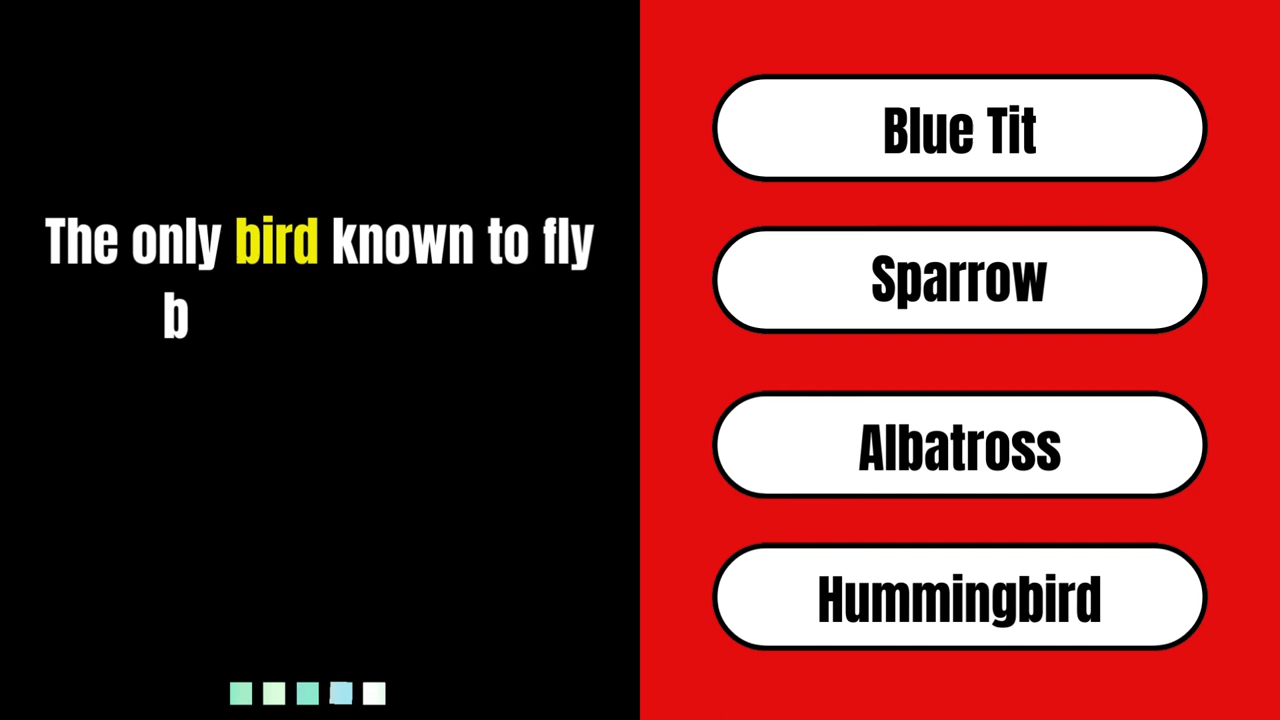 The only bird known to fly
b
Blue Tit
Sparrow
Albatross
Hummingbird